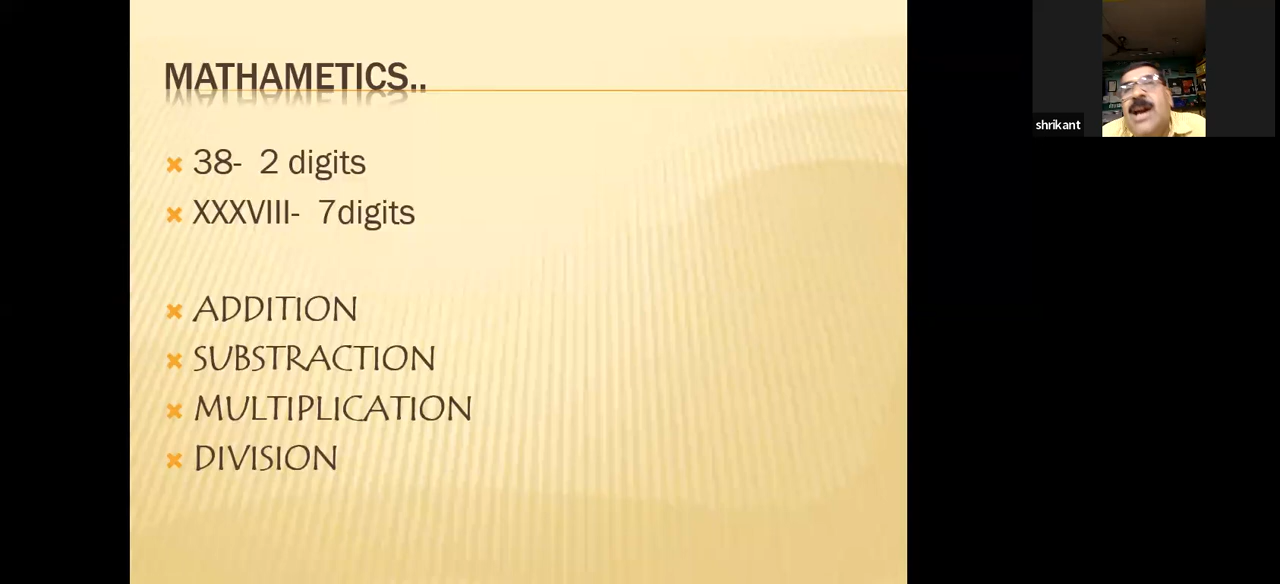 MATHAMETICS..
38- 2 digits
XXXVIII- 7digits
ADDITION
SUBSTRACTION
MULTIPLICATION
DIVISION
shrikant